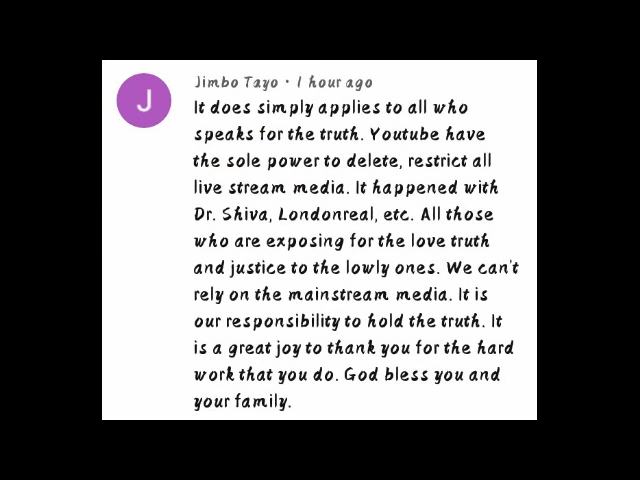 J
Jimbo Tayo • 1 hour ago
It does simply applies to all who
speaks for the truth. Youtube have
the sole power to delete, restrict all
live stream media. It happened with
Dr. Shiva, Londonreal, etc. All those
who are exposing for the love truth
and justice to the lowly ones. We can't
rely on the mainstream media. It is
our responsibility to hold the truth. It
is a great joy to thank you for the hard
work that you do. God bless you and
your family.